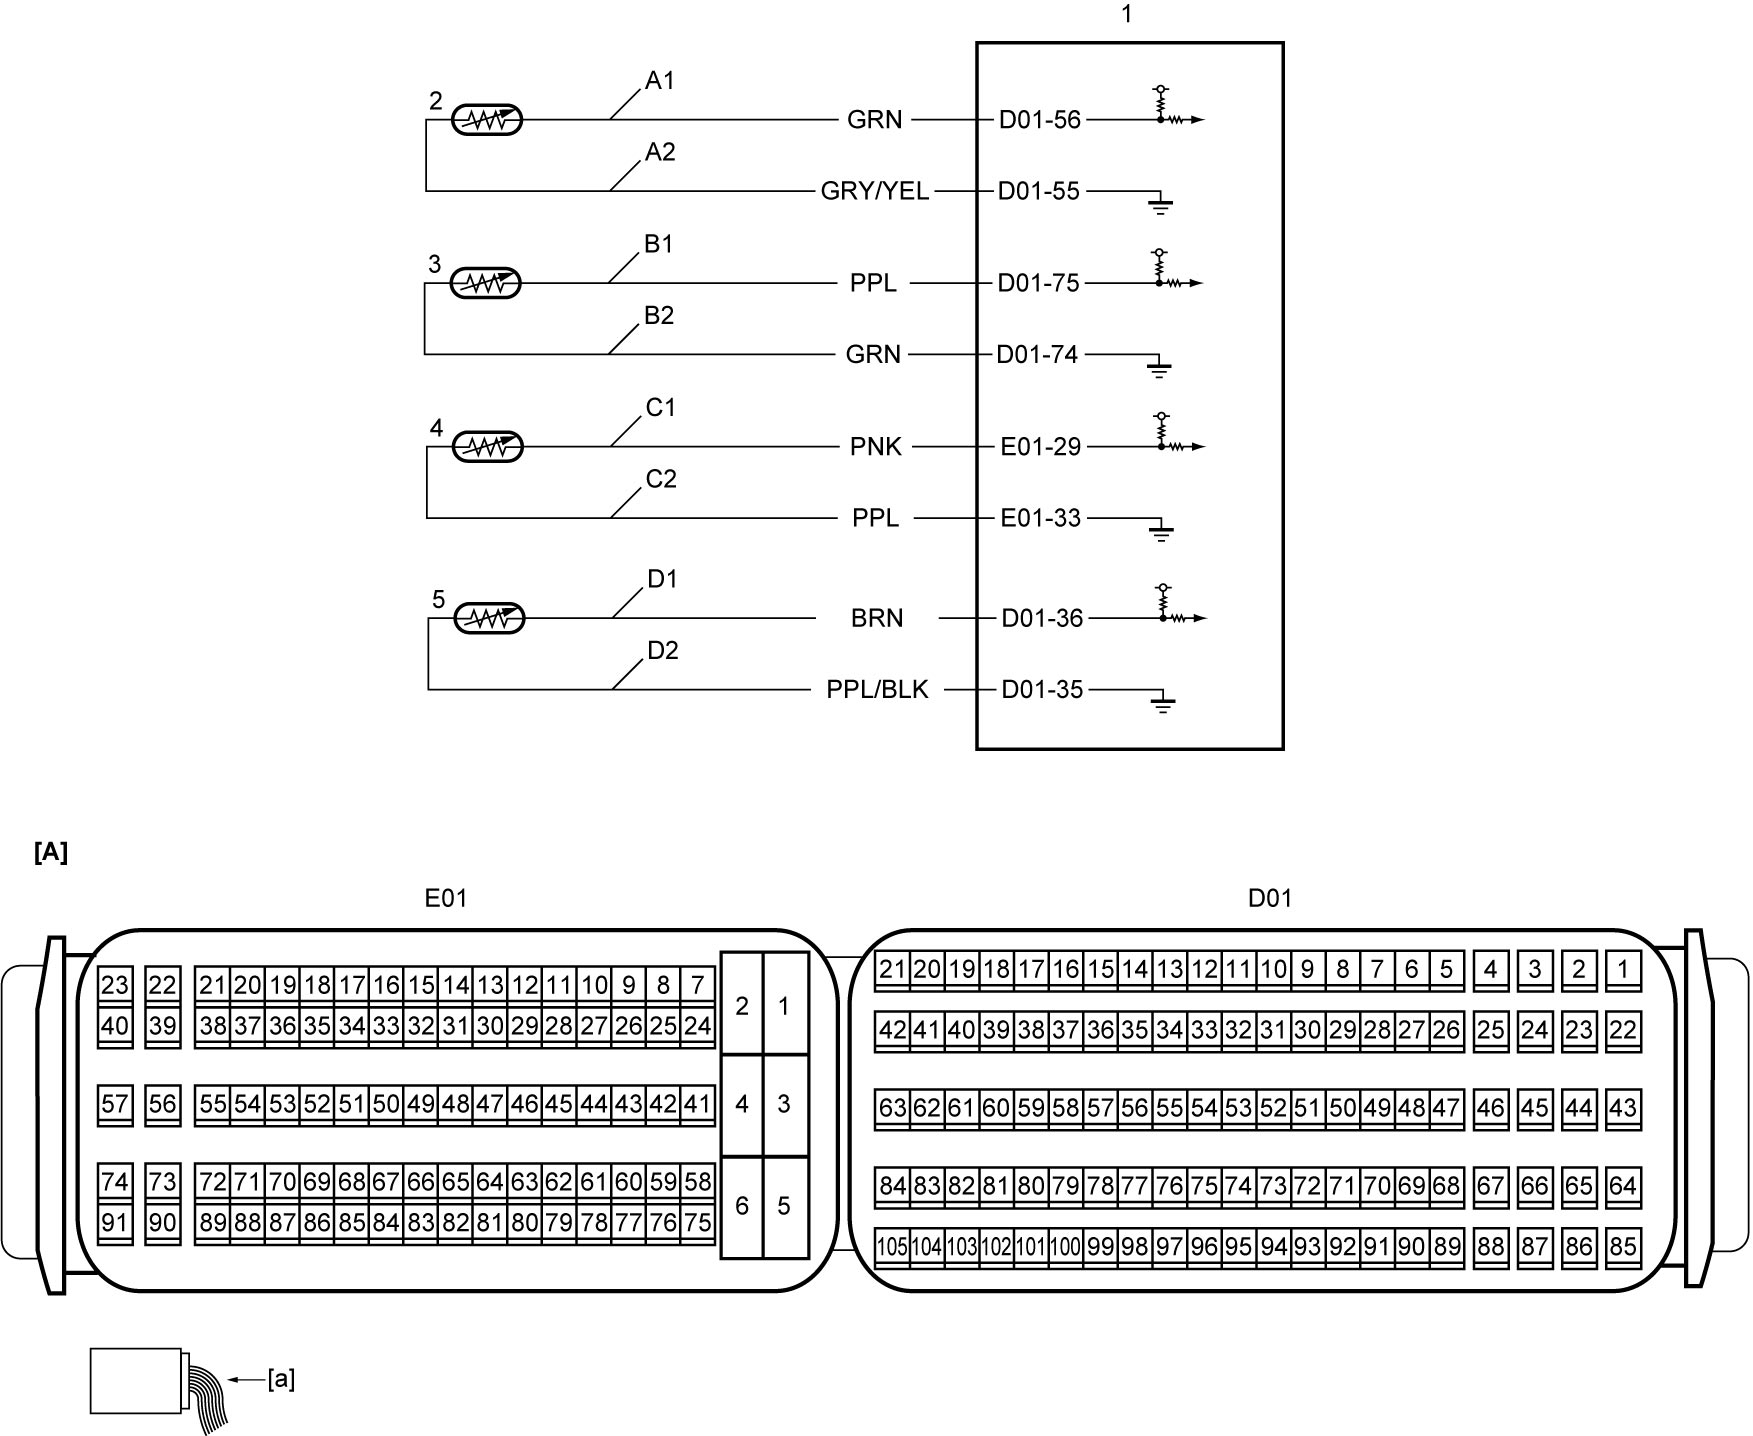 1
A1
2
GRN D01-56
A2
GRY/YEL D01-55
B1
3
PPL D01-75
B2
GRN D01-74
C1
4
PNK E01-29
C2
PPL E01-33
D1
5
BRN D01-36
D2
PPL/BLK D01-35
[A]
E01 D01
23 22 21 20 19 18 17 16 15 14 13 12 11 10 9 8 7
40 39 38 37 36 35 34 33 32 31 30 29 28 27 26 25 24
2 1
57 56 55 54 53 52 51 50 49 48 47 46 45 44 43 42 41
4 3
74 73 72 71 70 69 68 67 66 65 64 63 62 61 60 59 58
91 90 89 88 87 86 85 84 83 82 81 80 79 78 77 76 75
6 5
21 20 19 18 17 16 15 14 13 12 11 10 9 8 7 6 5 4 3 2 1
42 41 40 39 38 37 36 35 34 33 32 31 30 29 28 27 26 25 24 23 22
63 62 61 60 59 58 57 56 55 54 53 52 51 50 49 48 47 46 45 44 43
84 83 82 81 80 79 78 77 76 75 74 73 72 71 70 69 68 67 66 65 64
105 104 103 102 101 100 99 98 97 96 95 94 93 92 91 90 89 88 87 86 85
[a]